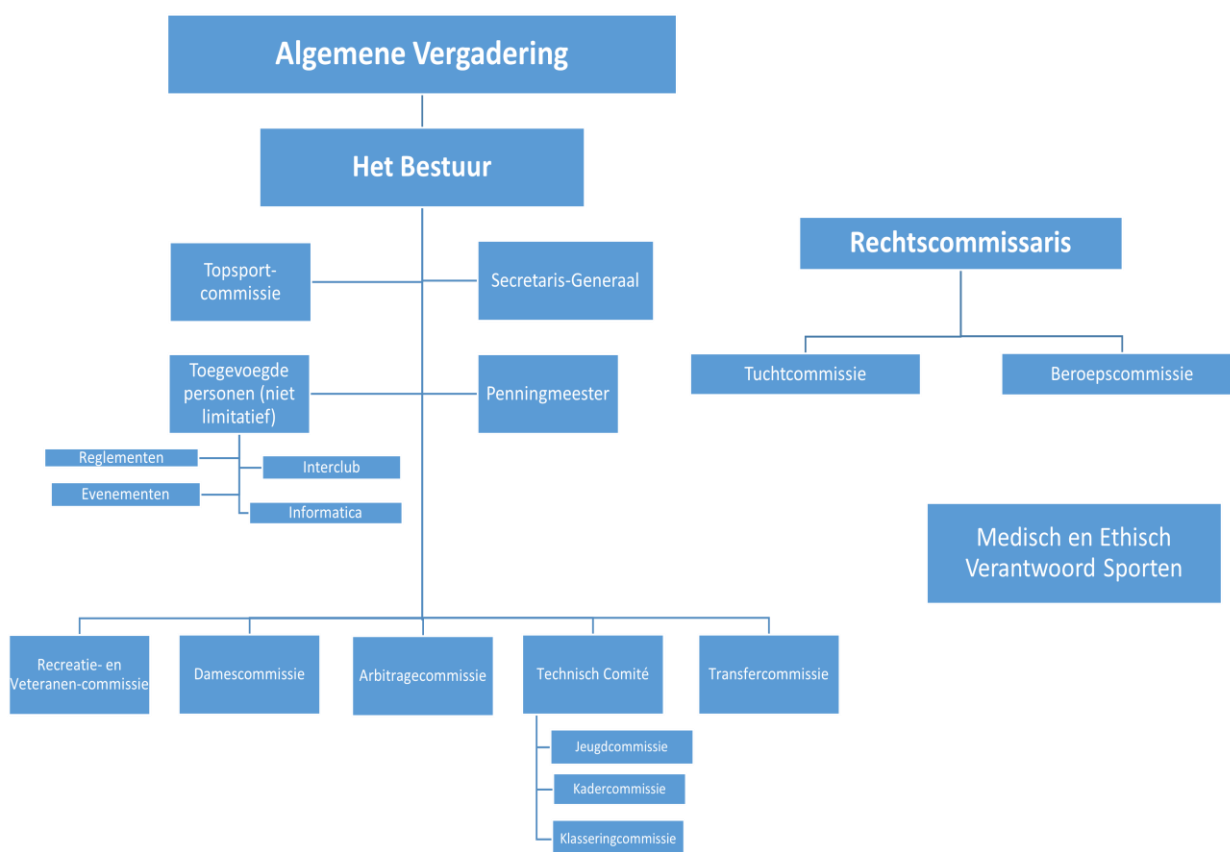 Algemene Vergadering
Het Bestuur
Topsport-
commissie
Secretaris-Generaal
Rechtscommissaris
Toegevoegde
personen (niet
limitatief)
Penningmeester
Tuchtcommissie
Beroepscommissie
Reglementen
Interclub
Evenementen
Informatica
Medisch en Ethisch
Verantwoord Sporten
Recreatie- en
Veteranen-commissie
Damescommissie
Arbitragecommissie
Technisch Comité
Transfercommissie
Jeugdcommissie
Kadercommissie
Klasseringcommissie